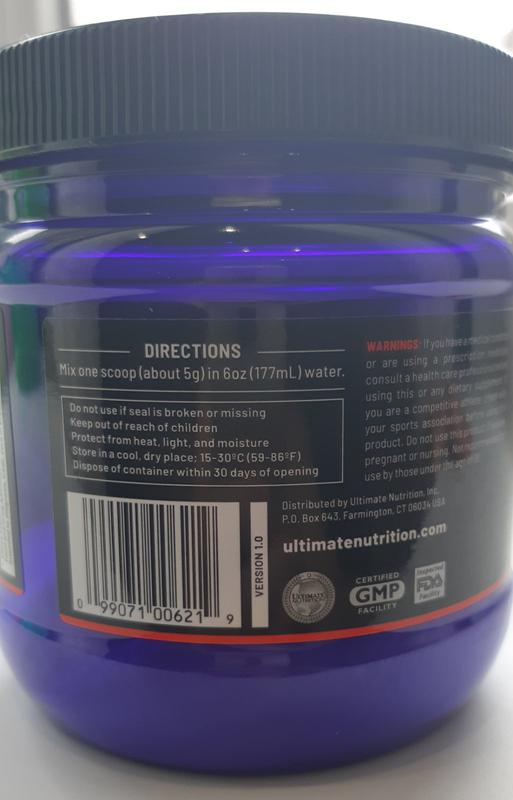 DIRECTIONS
Mix one scoop (about 5g) in 6oz (177mL) water.
Do not use if seal is broken or missing
Keep out of reach of children
Protect from heat, light, and moisture
Store in a cool, dry place; 15-30ºC (59-86ºF)
Dispose of container within 30 days of opening
0 99071 00621 9
VERSION 1.0
WARNINGS: If you have a medical
or are using a prescription
consult a health care professional
using this or any dietary supplement
you are a competitive athlete
your sports association before
product. Do not use this product
pregnant or nursing. Not
use by those under the age of
Distributed by Ultimate Nutrition, Inc.
P.O. Box 643, Farmington, CT 06034 USA
ultimatenutrition.com
ULTIMATE
NUTRITION
CERTIFIED
GMP
FACILITY
Inspected
FDA
Facility